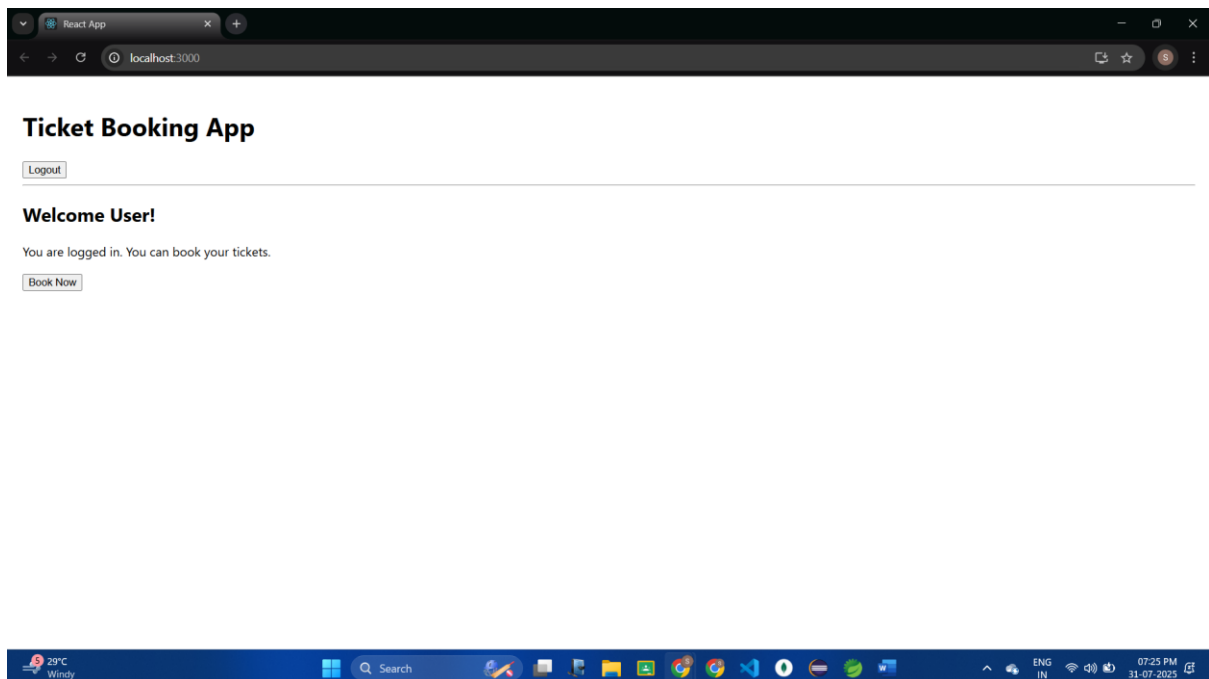 React App
localhost:3000
S
Ticket Booking App
Logout
Welcome User!
You are logged in. You can book your tickets.
Book Now
5
29°C
Windy
Search
ENG
IN
07:25 PM
31-07-2025